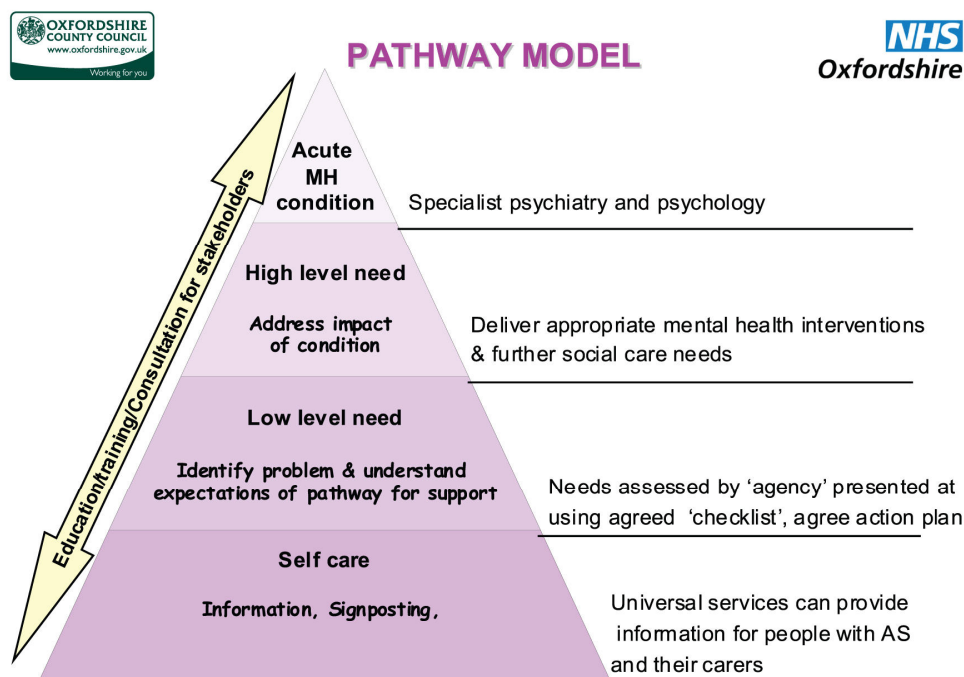 OXFORDSHIRE
COUNTY COUNCIL
www.oxfordshire.gov.uk
Working for you
PATHWAY MODEL
NHS
Oxfordshire
Education/training/Consultation for stakeholders
Acute
MH
condition
Specialist psychiatry and psychology
High level need
Address impact
of condition
Deliver appropriate mental health interventions
& further social care needs
Low level need
Identify problem & understand
expectations of pathway for support
Needs assessed by ‘agency’ presented at
using agreed ‘checklist’, agree action plan
Self care
Information, Signposting,
Universal services can provide
information for people with AS
and their carers